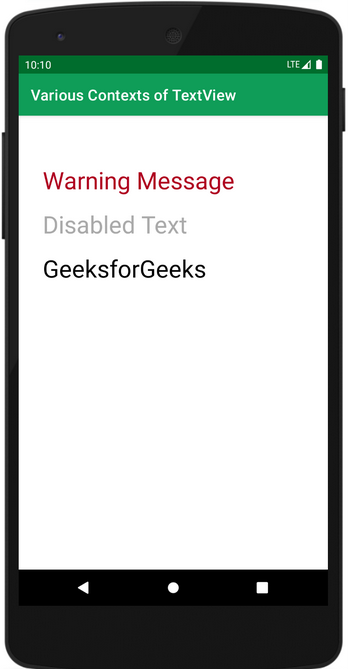 10:10 LTE
Various Contexts of TextView
Warning Message
Disabled Text
GeeksforGeeks